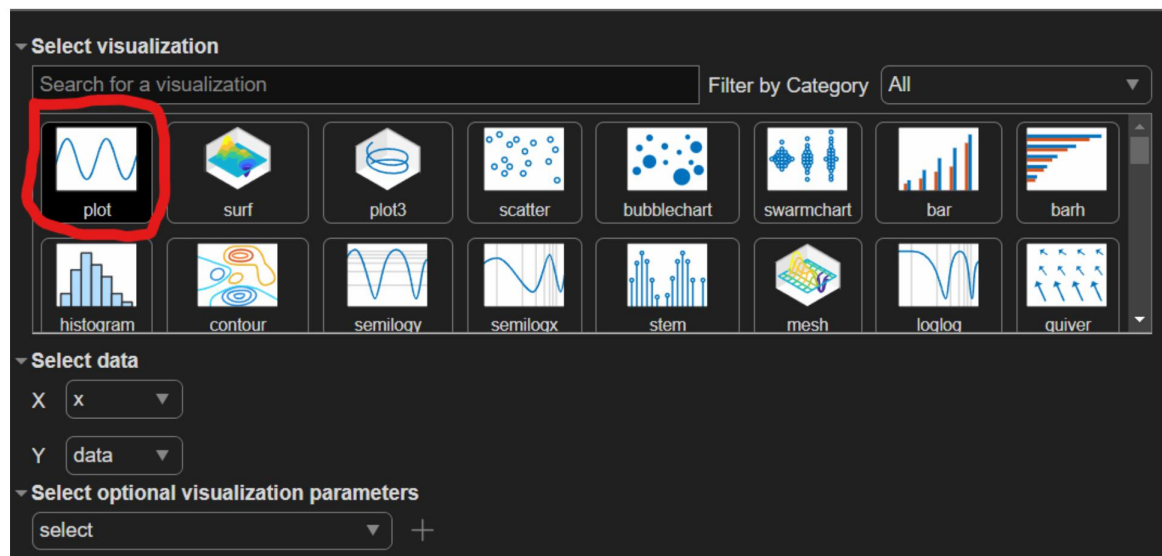 Select visualization
Search for a visualization Filter by Category All
plot surf plot3 scatter bubblechart swarmchart bar barh
histogram contour semilogy semilogx stem mesh loglog quiver
Select data
X x
Y data
Select optional visualization parameters
select